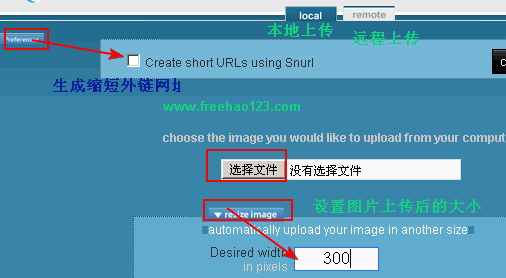 local remote
本地上传 远程上传
Preferences
Create short URLs using Snurl
生成缩短外链网址
www.freehao123.com
choose the image you would like to upload from your comput
选择文件 没有选择文件
resize image
设置图片上传后的大小
automatically upload your image in another size
Desired width 300
in pixels